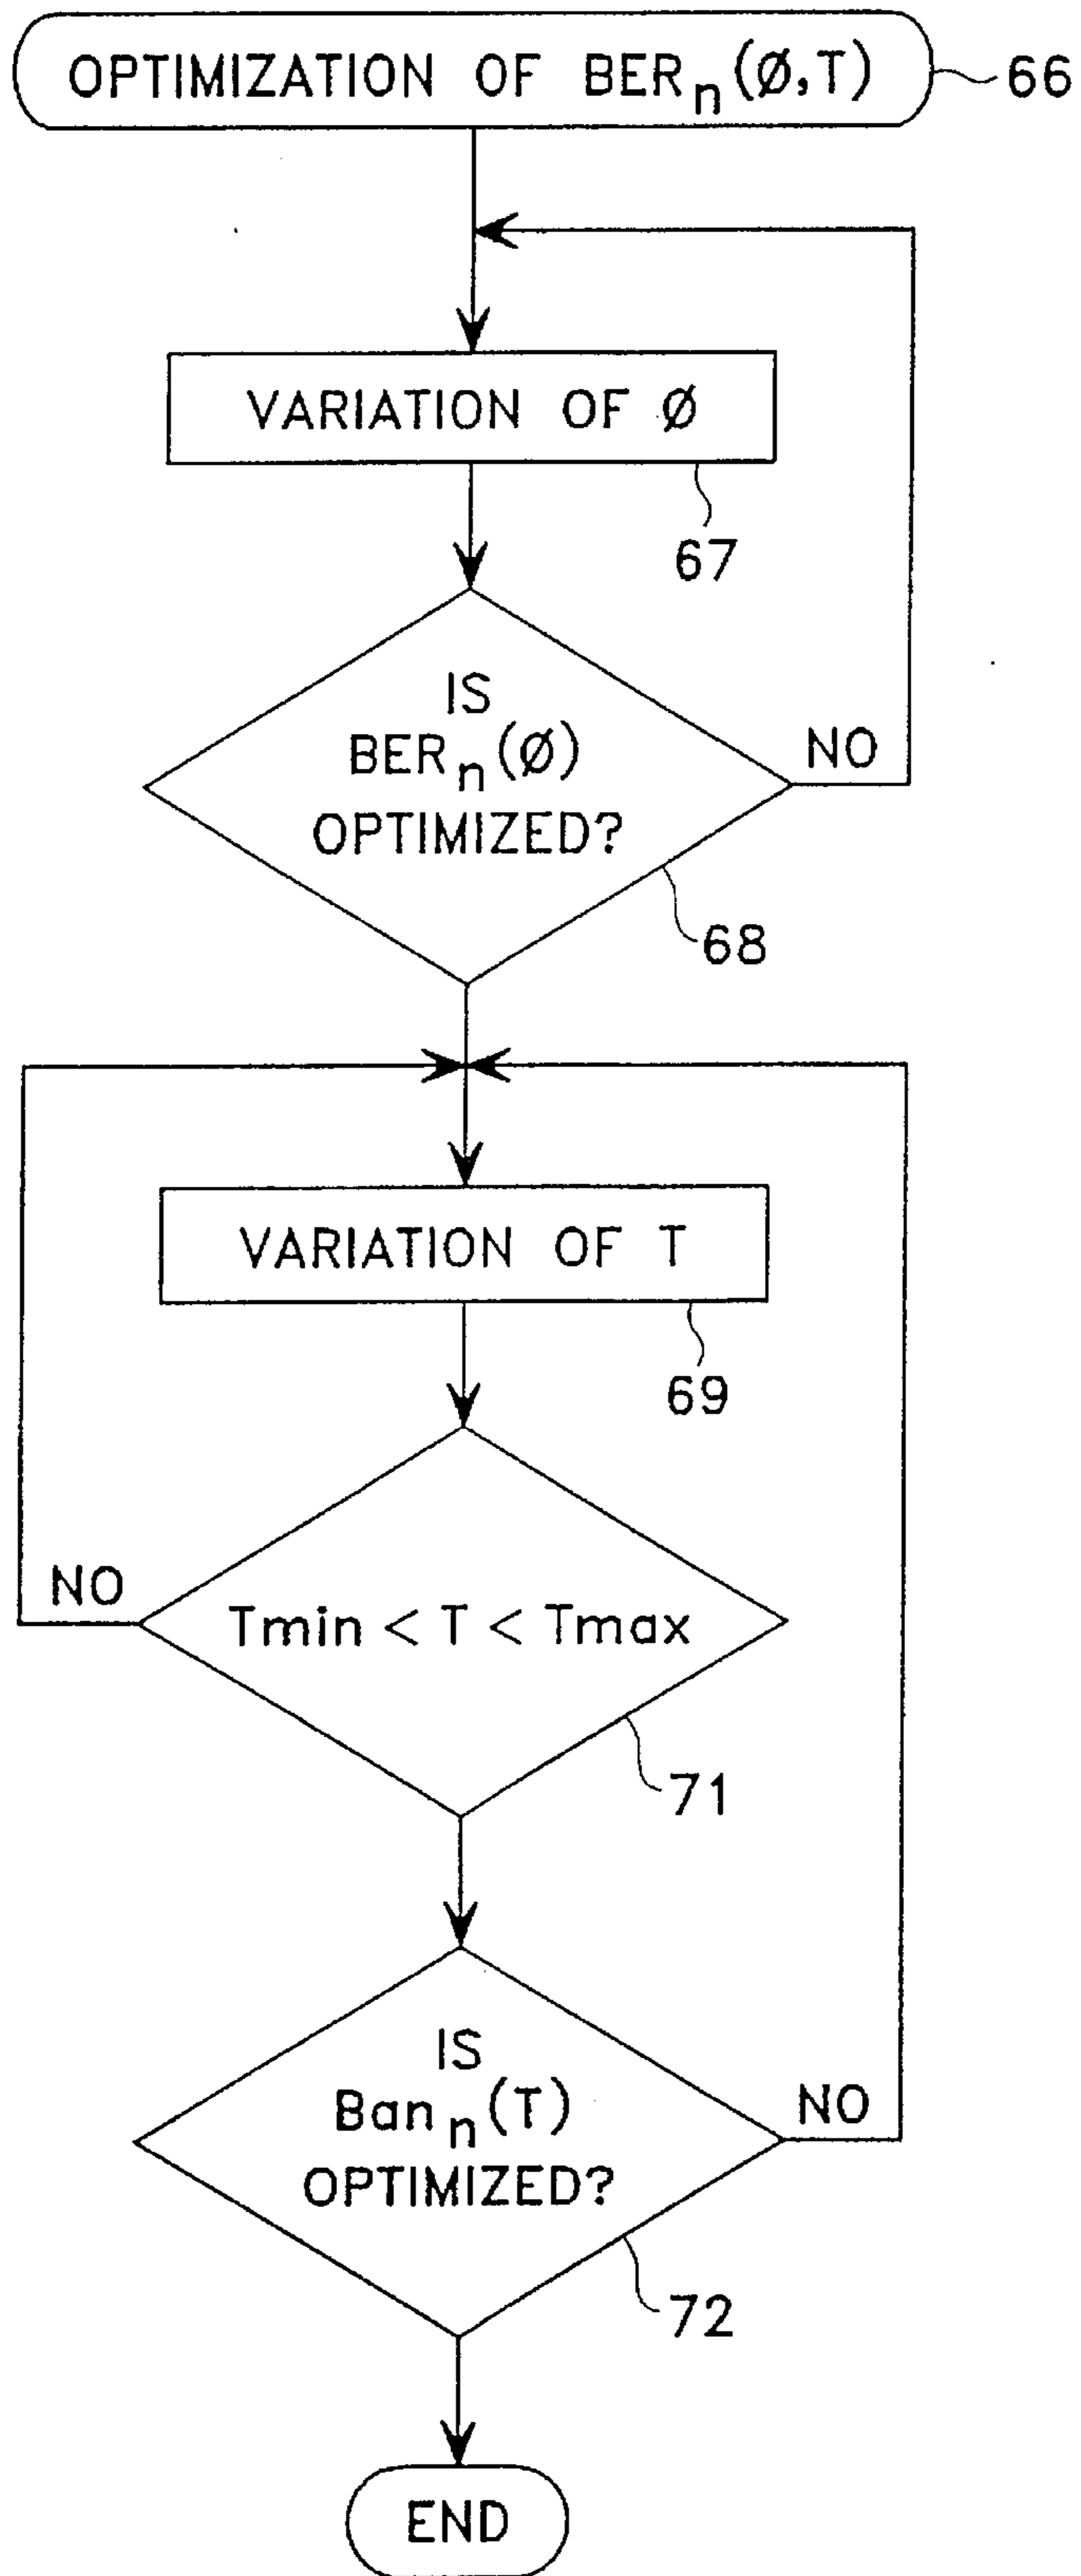 OPTIMIZATION OF BERn(Ø,T)
66
VARIATION OF Ø
67
IS
BERn(Ø)
OPTIMIZED?
NO
68
VARIATION OF T
69
NO
Tmin < T < Tmax
71
IS
Bann(T)
OPTIMIZED?
NO
72
END